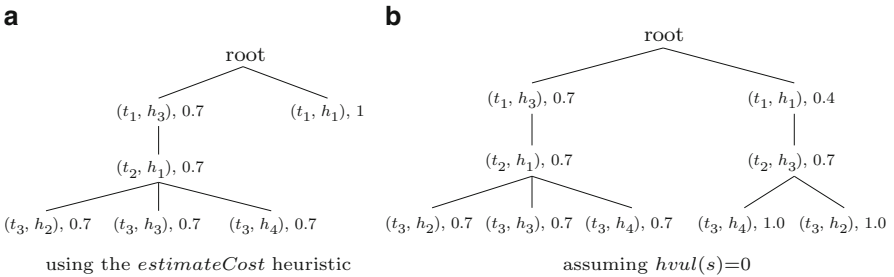 a
root
(t₁, h₃), 0.7
(t₁, h₁), 1
(t₂, h₁), 0.7
(t₃, h₂), 0.7 (t₃, h₃), 0.7 (t₃, h₄), 0.7
using the estimateCost heuristic
b
root
(t₁, h₃), 0.7
(t₁, h₁), 0.4
(t₂, h₁), 0.7
(t₂, h₃), 0.7
(t₃, h₂), 0.7 (t₃, h₃), 0.7 (t₃, h₄), 0.7
(t₃, h₄), 1.0 (t₃, h₂), 1.0
assuming hvul(s)=0